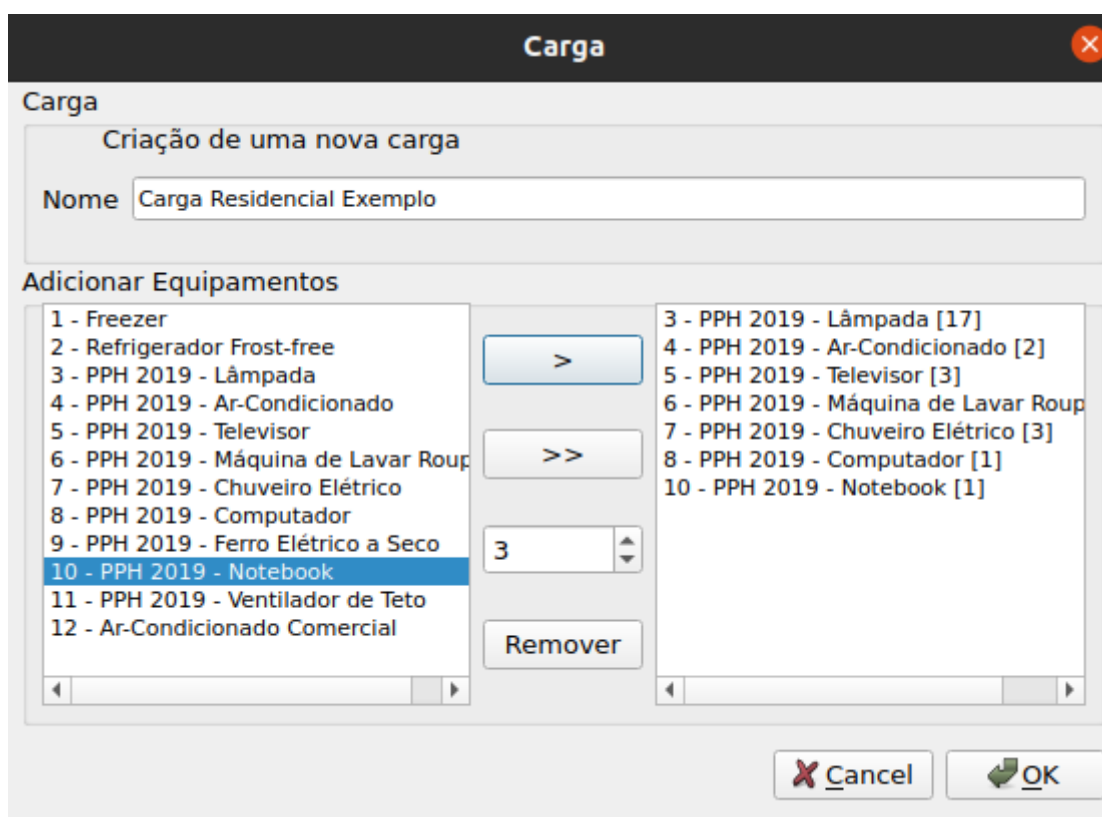 Carga
Carga
Criação de uma nova carga
Nome Carga Residencial Exemplo
Adicionar Equipamentos
1 - Freezer
2 - Refrigerador Frost-free
3 - PPH 2019 - Lâmpada
4 - PPH 2019 - Ar-Condicionado
5 - PPH 2019 - Televisor
6 - PPH 2019 - Máquina de Lavar Roup
7 - PPH 2019 - Chuveiro Elétrico
8 - PPH 2019 - Computador
9 - PPH 2019 - Ferro Elétrico a Seco
10 - PPH 2019 - Notebook
11 - PPH 2019 - Ventilador de Teto
12 - Ar-Condicionado Comercial
>
>>
3
Remover
3 - PPH 2019 - Lâmpada [17]
4 - PPH 2019 - Ar-Condicionado [2]
5 - PPH 2019 - Televisor [3]
6 - PPH 2019 - Máquina de Lavar Roup
7 - PPH 2019 - Chuveiro Elétrico [3]
8 - PPH 2019 - Computador [1]
10 - PPH 2019 - Notebook [1]
Cancel
OK